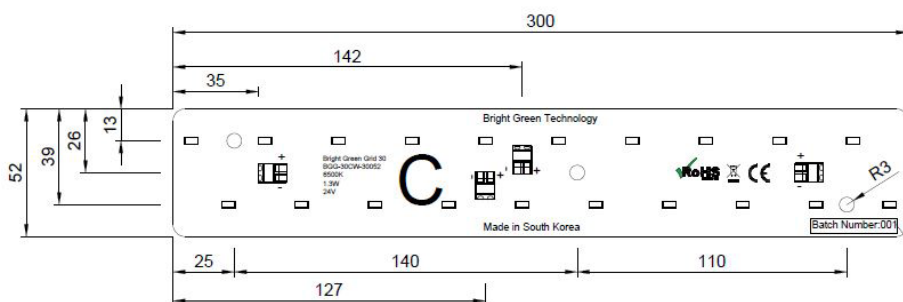 300
142
35
13
26
39
52
Bright Green Technology
Bright Green Grid 30
BGG-30CW-30052
6500K
1.3W
24V
C
+
-
-
+
-
+
RoHS
CE
+
-
R3
Made in South Korea
Batch Number:001
25
140
110
127